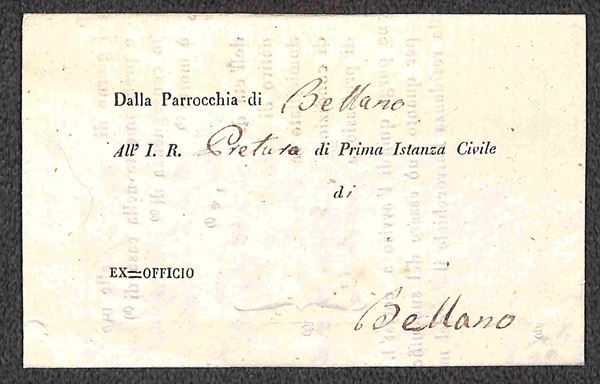 Dalla Parrocchia di Bellano
All' I. R. Pretura di Prima Istanza Civile
di
EX=OFFICIO
Bellano